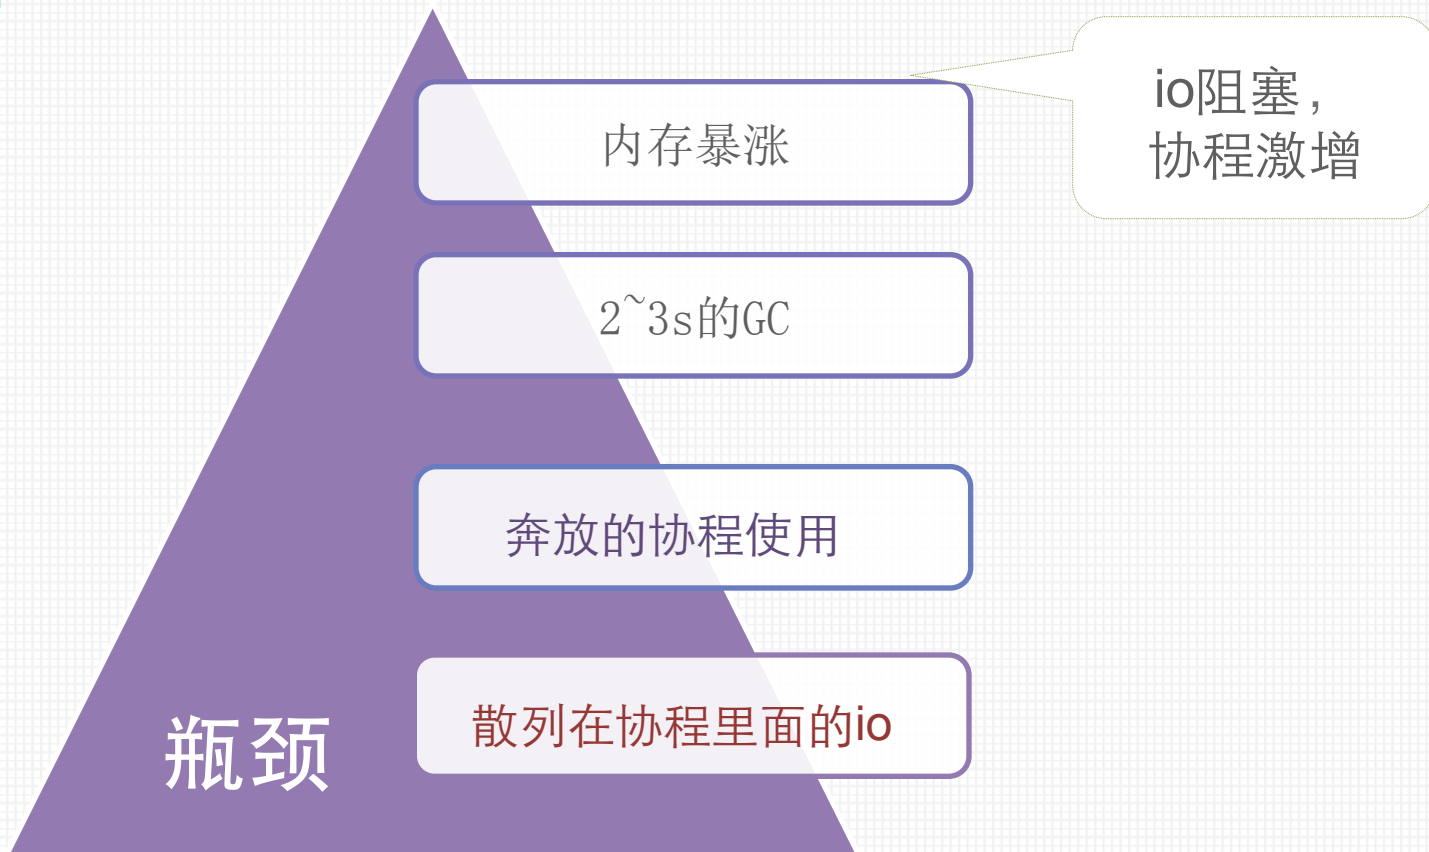 内存暴涨
io阻塞，
协程激增
2~3s的GC
奔放的协程使用
散列在协程里面的io
瓶颈